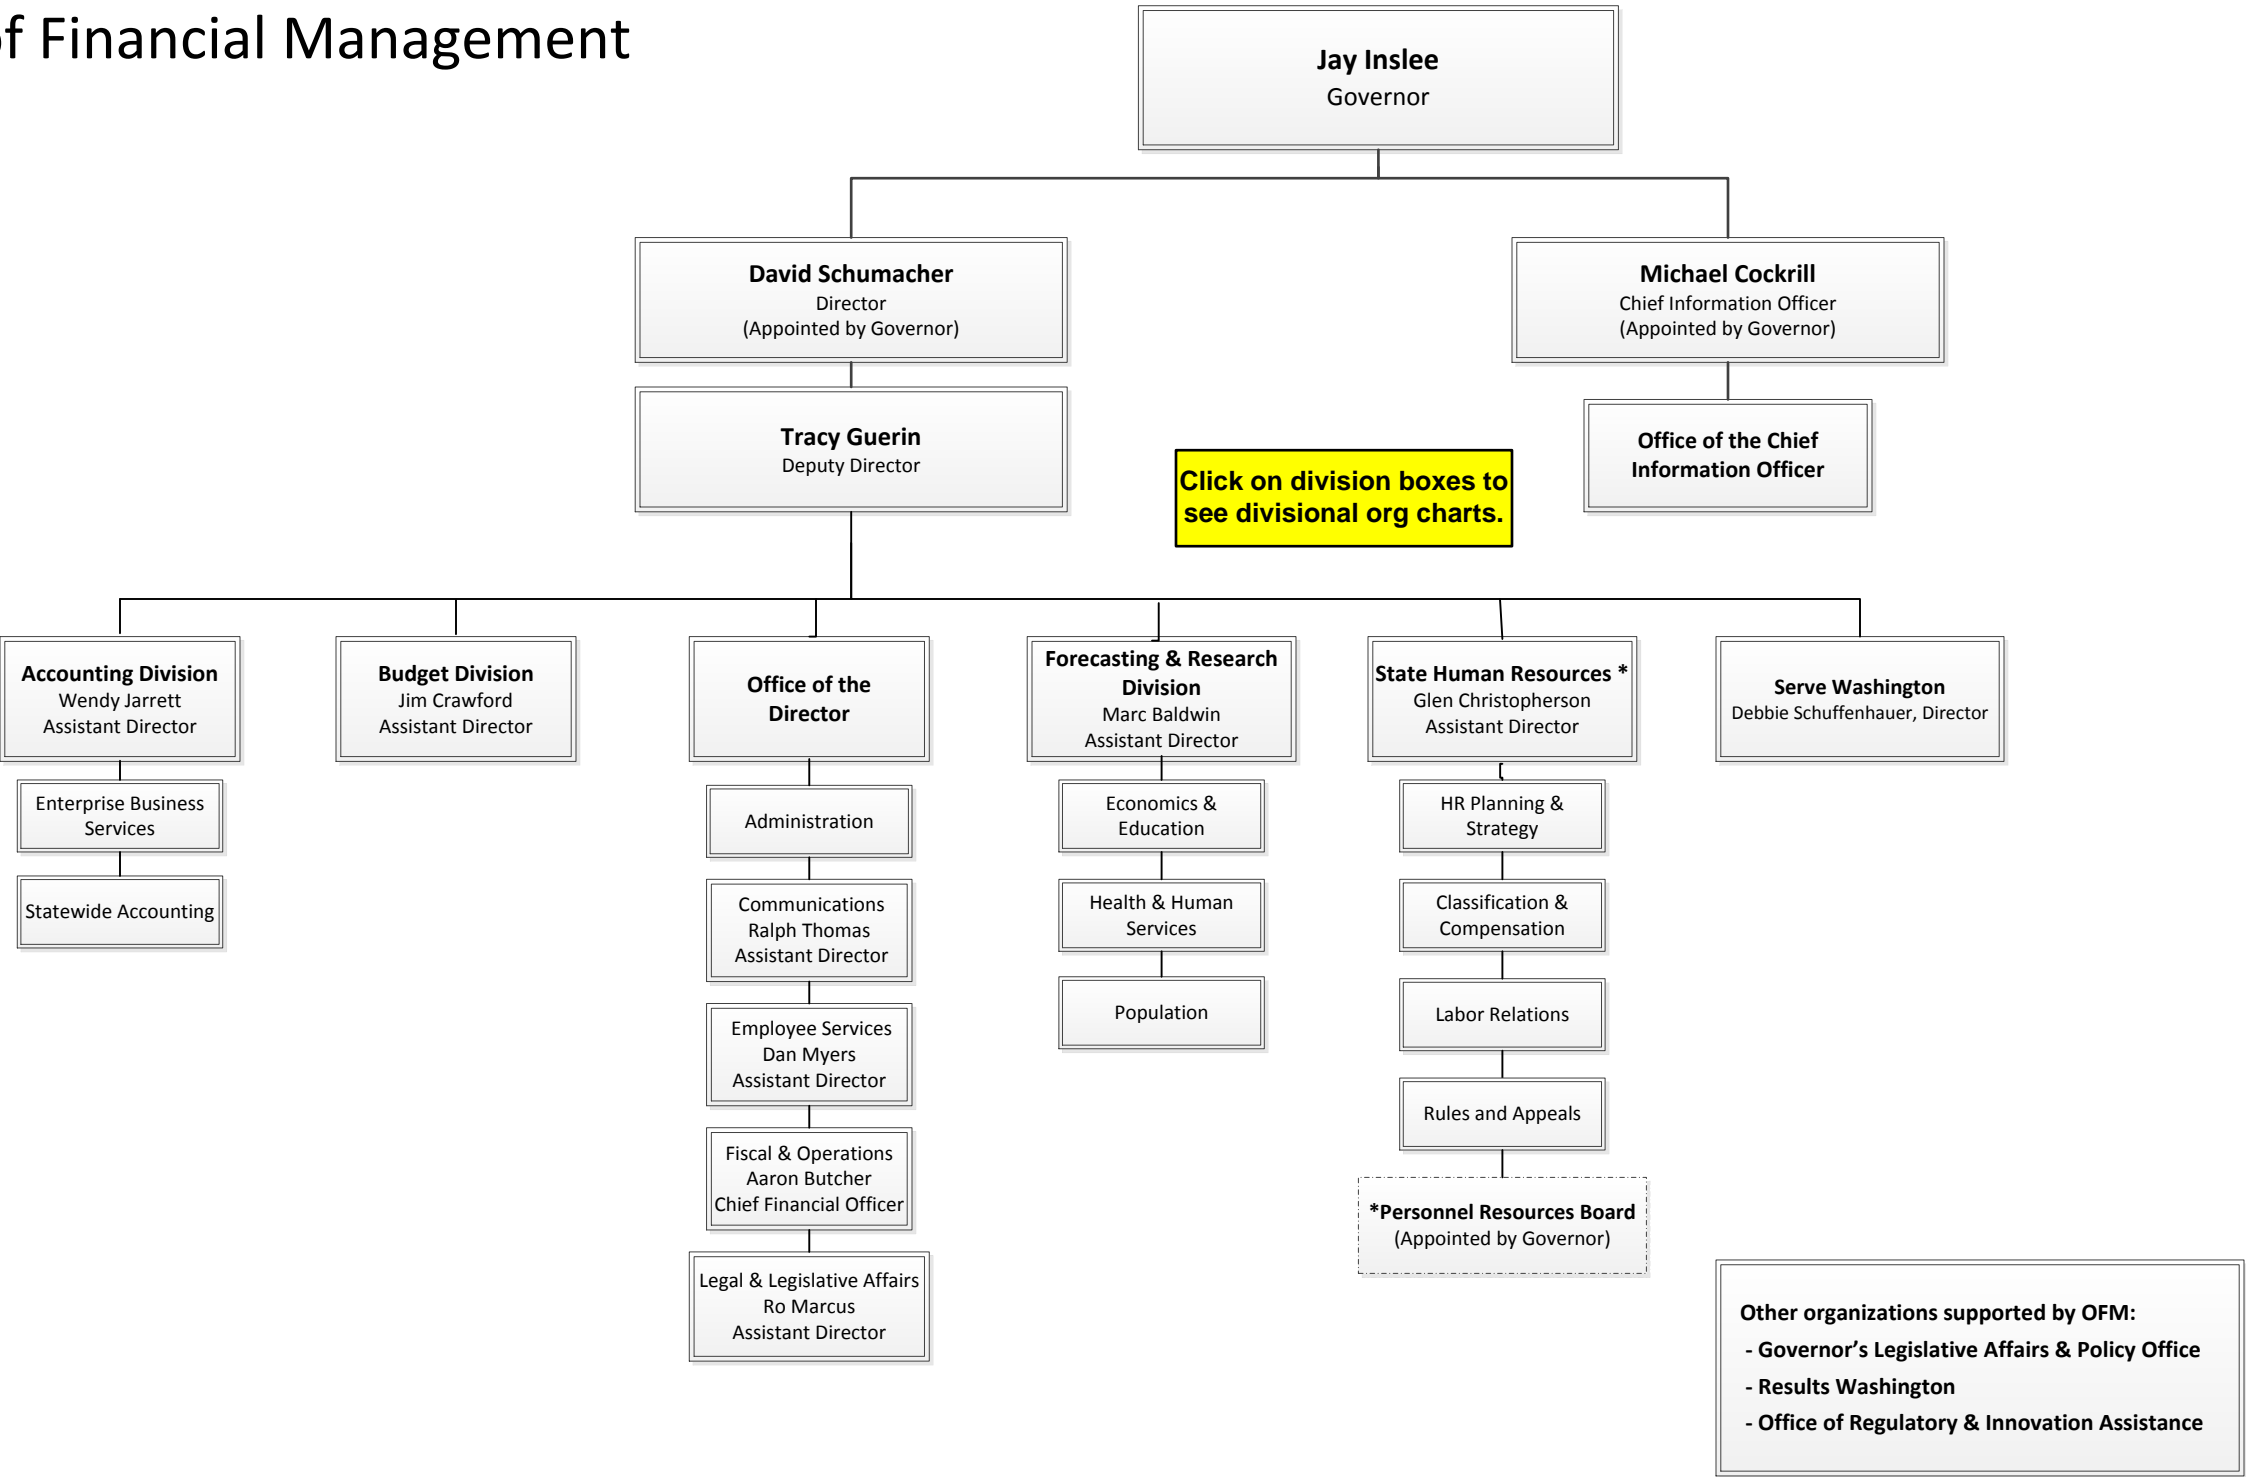 of Financial Management
Jay Inslee
Governor
David Schumacher
Director
(Appointed by Governor)
Michael Cockrill
Chief Information Officer
(Appointed by Governor)
Tracy Guerin
Deputy Director
Office of the Chief
Information Officer
Click on division boxes to
see divisional org charts.
Accounting Division
Wendy Jarrett
Assistant Director
Enterprise Business
Services
Statewide Accounting
Budget Division
Jim Crawford
Assistant Director
Office of the
Director
Administration
Communications
Ralph Thomas
Assistant Director
Employee Services
Dan Myers
Assistant Director
Fiscal & Operations
Aaron Butcher
Chief Financial Officer
Legal & Legislative Affairs
Ro Marcus
Assistant Director
Forecasting & Research
Division
Marc Baldwin
Assistant Director
Economics &
Education
Health & Human
Services
Population
State Human Resources *
Glen Christopherson
Assistant Director
HR Planning &
Strategy
Classification &
Compensation
Labor Relations
Rules and Appeals
*Personnel Resources Board
(Appointed by Governor)
Serve Washington
Debbie Schuffenhauer, Director
Other organizations supported by OFM:
- Governor’s Legislative Affairs & Policy Office
- Results Washington
- Office of Regulatory & Innovation Assistance